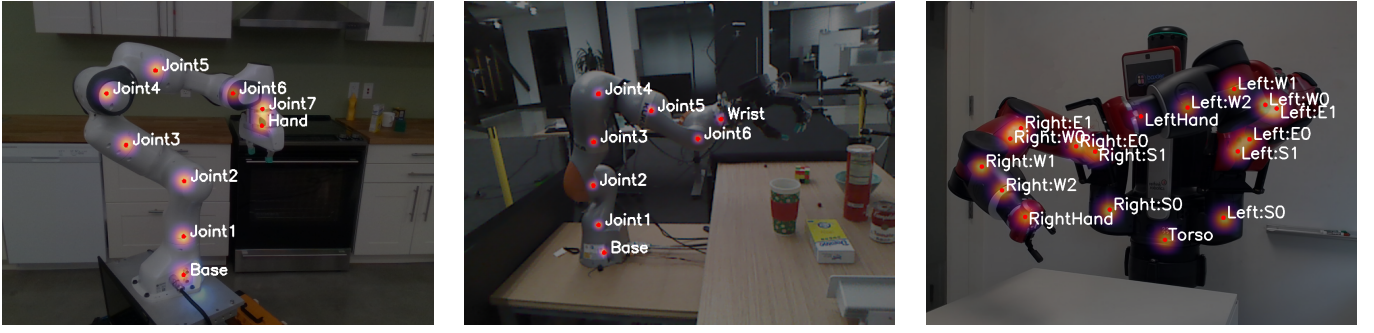 Joint5
Joint4
Joint6
Joint7
Hand
Joint3
Joint2
Joint1
Base
Joint4
Joint5
Wrist
Joint6
Joint3
Joint2
Joint1
Base
Left:W1
Left:W2
Left:W0
Left:E1
LeftHand
Right:E1
Right:W0
Right:E0
Left:E0
Right:S1
Left:S1
Right:W1
Right:W2
Right:S0
Left:S0
RightHand
Torso